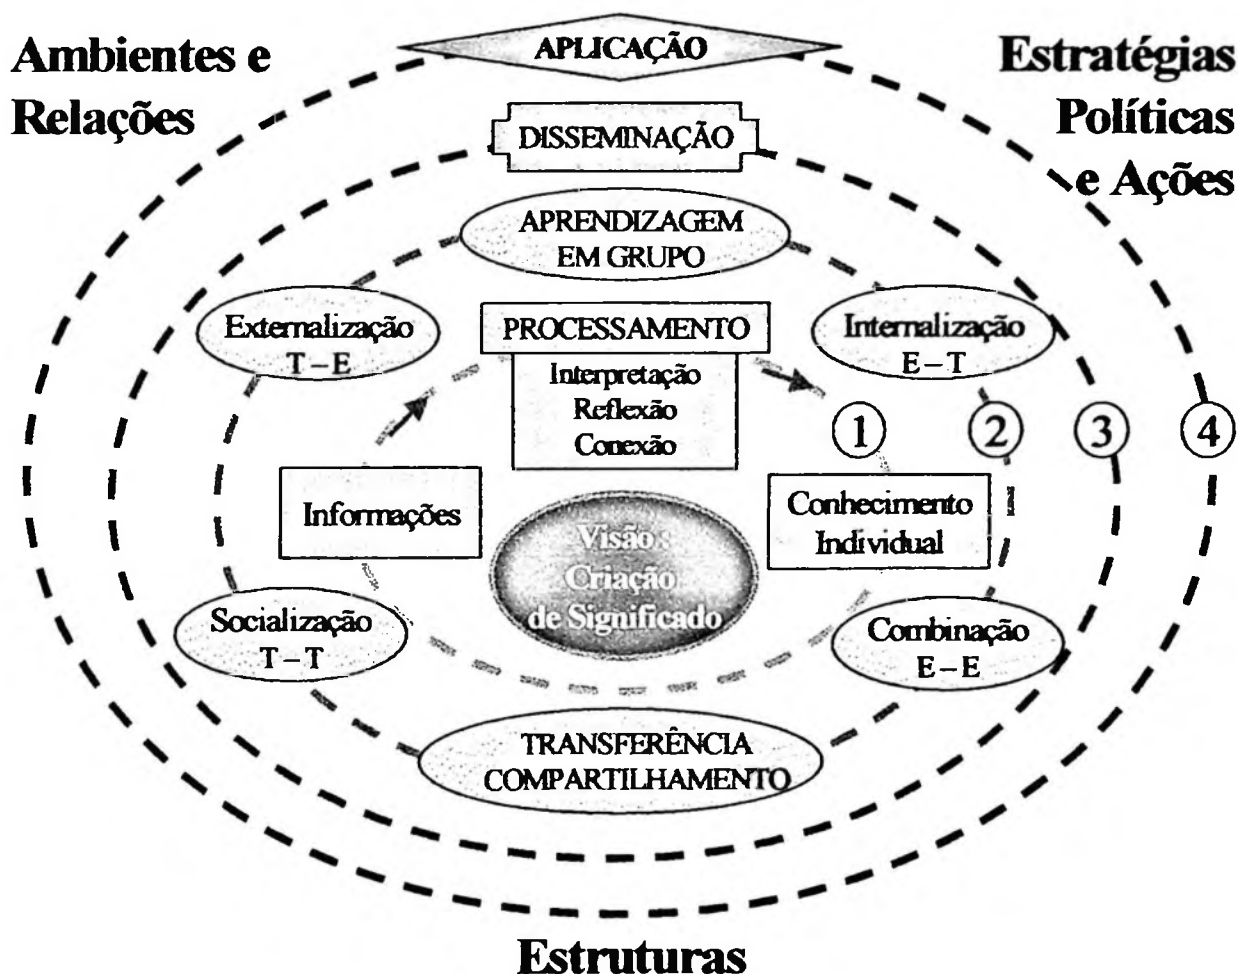 Ambientes e
Relações
APLICAÇÃO
Estratégias
Políticas
e Ações
DISSEMINAÇÃO
APRENDIZAGEM
EM GRUPO
Externalização
T – E
PROCESSAMENTO
Interpretação
Reflexão
Conexão
Internalização
E – T
1
2
3
4
Informações
Visão :
Criação
de Significado
Conhecimento
Individual
Socialização
T – T
Combinação
E – E
TRANSFERÊNCIA
COMPARTILHAMENTO
Estruturas